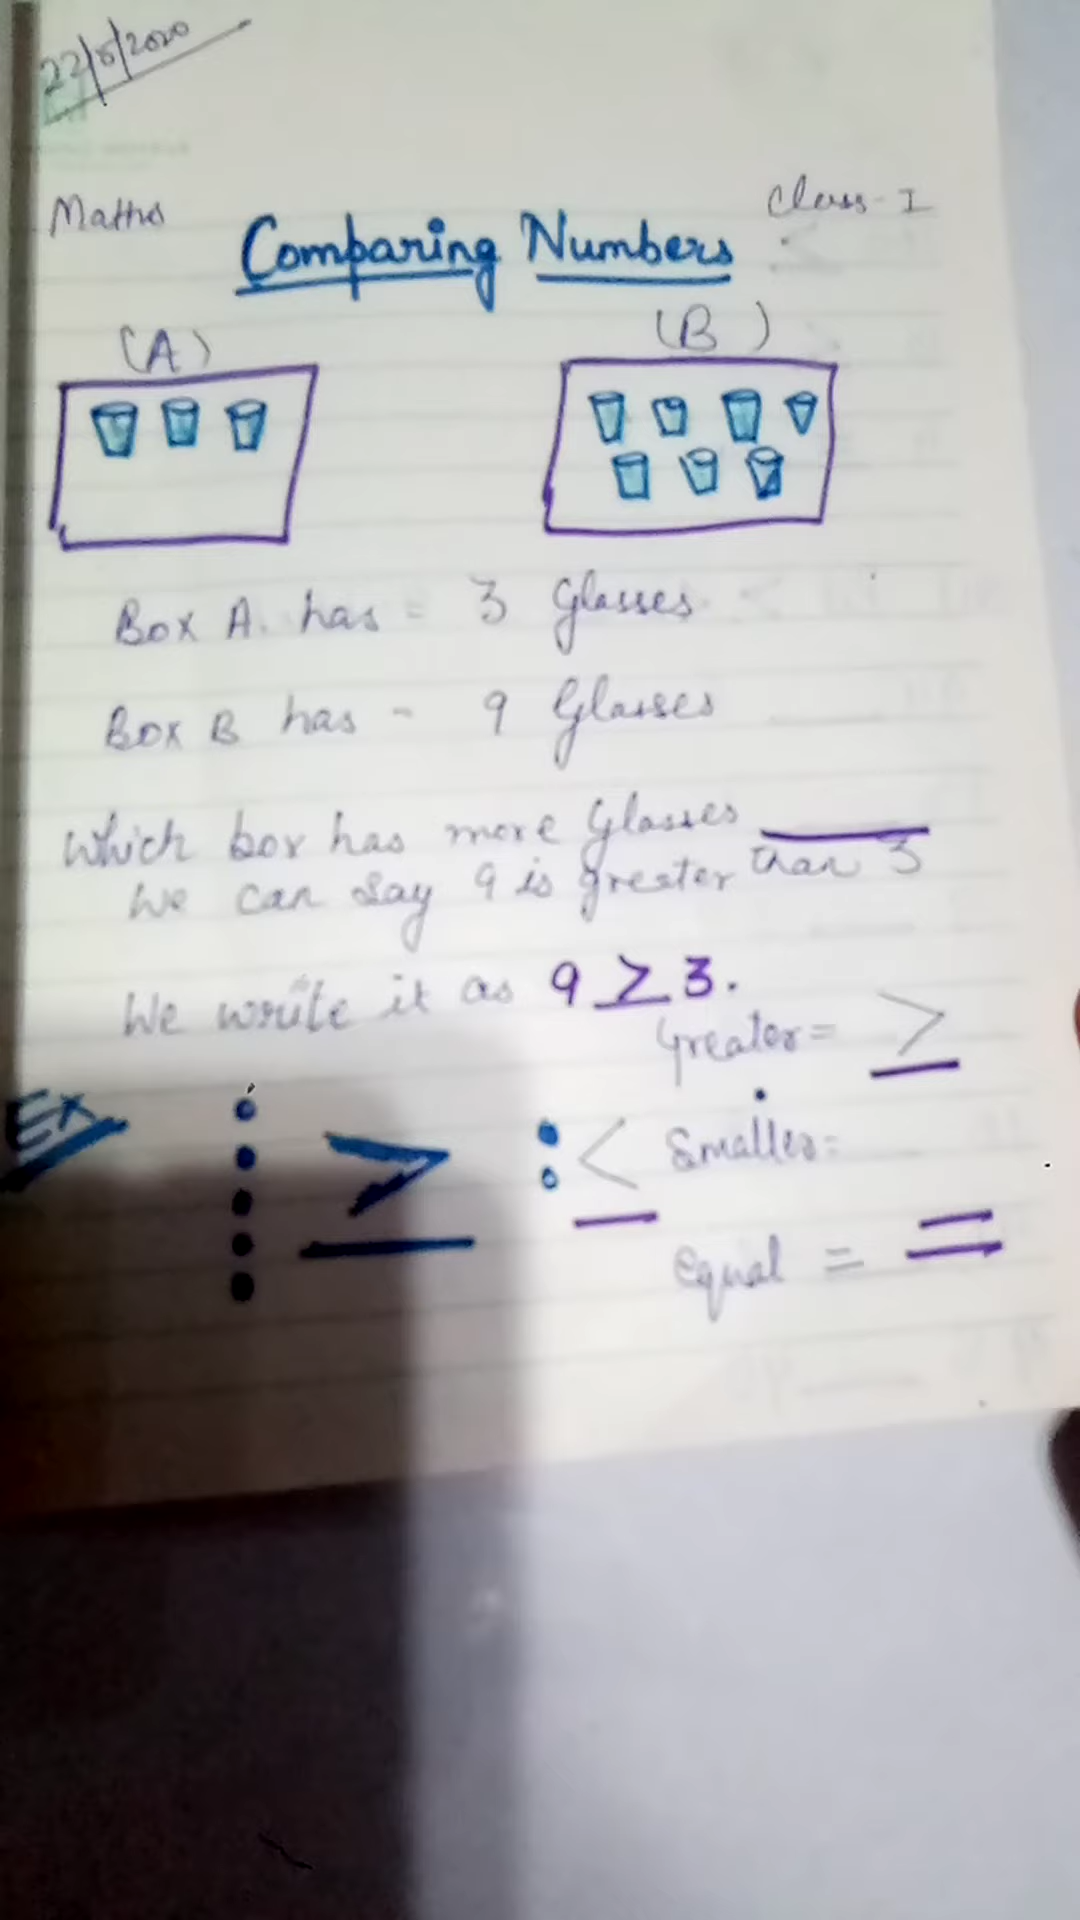 22/5/2020
Maths
Class-I
Comparing Numbers
(A)
(B)
Box A. has = 3 Glasses
Box B has - 9 Glasses
Which box has more Glasses ____
We can say 9 is greater than 3
We write it as 9 > 3.
Greater = >
Ex
> : < Smaller =
equal = =